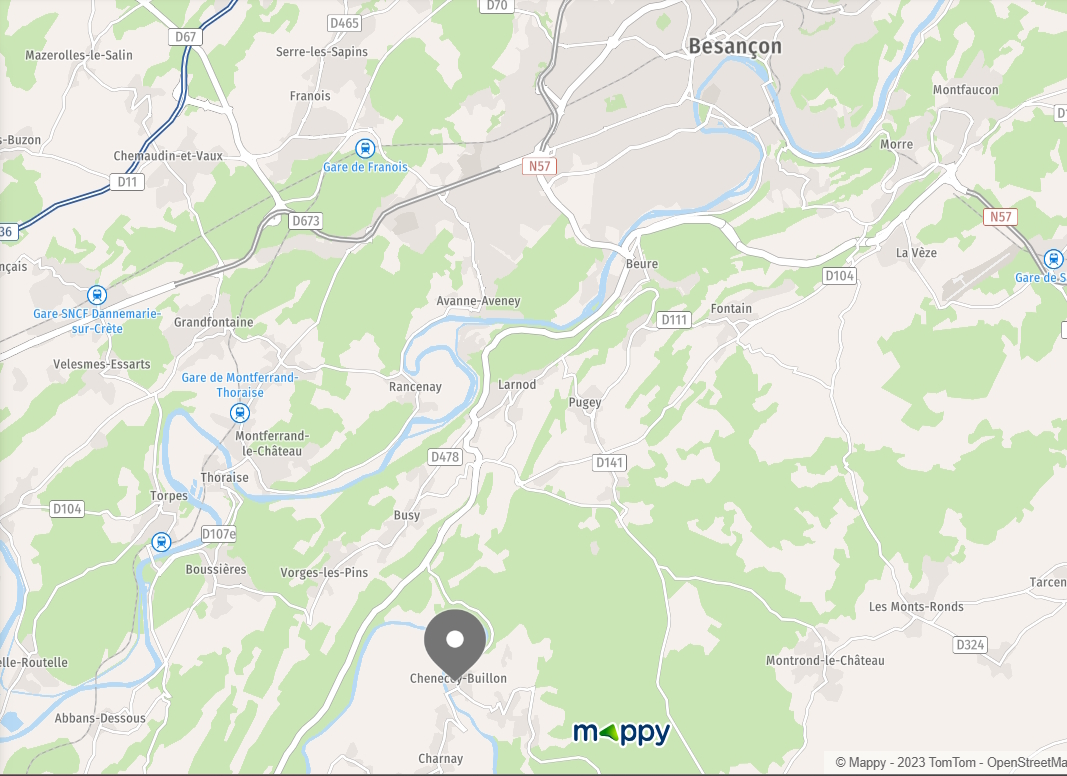 D70
D465
D67
Besançon
Serre-les-Sapins
Mazerolles-le-Salin
Montfaucon
Franois
s-Buzon
Morre
Chemaudin-et-Vaux
Gare de Franois
N57
D11
D673
N57
36
La Vèze
Beure
nçais
D104
Gare de S
Avanne-Aveney
Fontain
Gare SNCF Dannemarie-
sur-Crète
Grandfontaine
D111
Velesmes-Essarts
Gare de Montferrand-
Thoraise
Rancenay
Larnod
Pugey
Montferrand-
le-Château
D478
D141
Thoraise
Torpes
D104
Busy
D107e
Boussières
Vorges-les-Pins
Tarcen
Les Monts-Ronds
D324
elle-Routelle
Montrond-le-Château
Chenecey-Buillon
Abbans-Dessous
mappy
Charnay
© Mappy - 2023 TomTom - OpenStreetMa